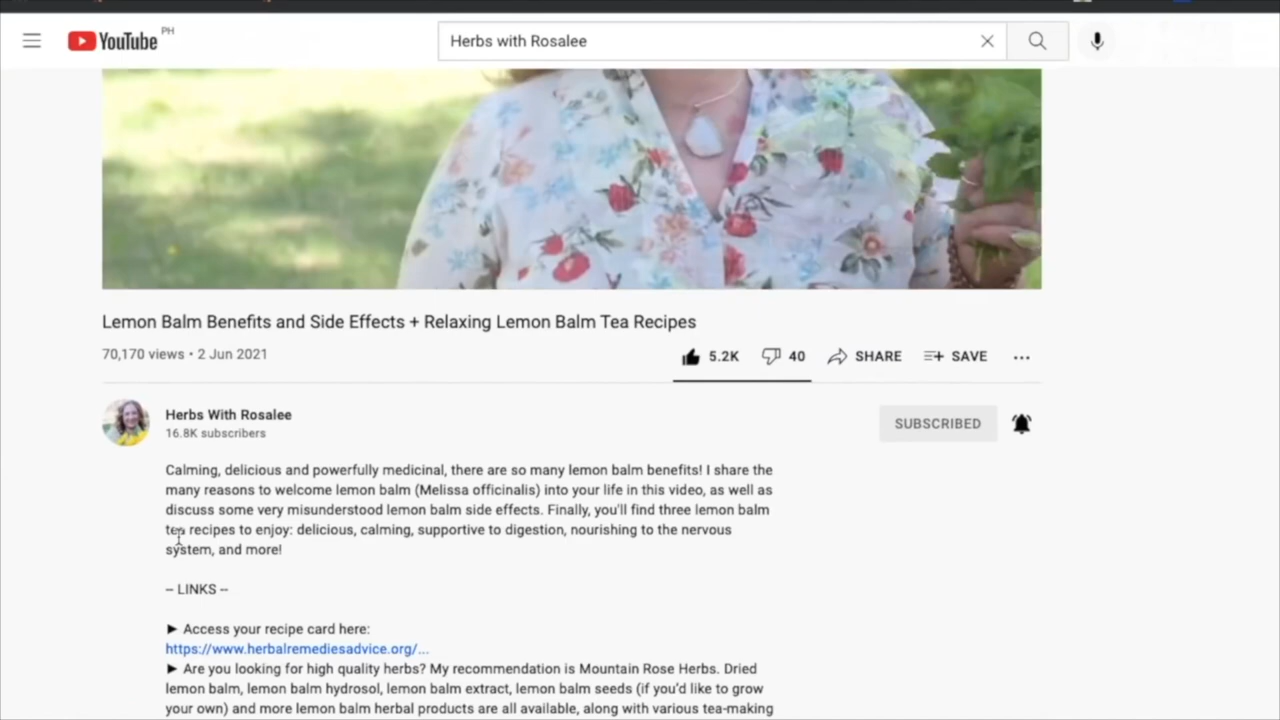 YouTube PH
Herbs with Rosalee
Lemon Balm Benefits and Side Effects + Relaxing Lemon Balm Tea Recipes
70,170 views • 2 Jun 2021
5.2K 40 SHARE SAVE ...
Herbs With Rosalee
16.8K subscribers
SUBSCRIBED
Calming, delicious and powerfully medicinal, there are so many lemon balm benefits! I share the
many reasons to welcome lemon balm (Melissa officinalis) into your life in this video, as well as
discuss some very misunderstood lemon balm side effects. Finally, you'll find three lemon balm
tea recipes to enjoy: delicious, calming, supportive to digestion, nourishing to the nervous
system, and more!
-- LINKS --
► Access your recipe card here:
https://www.herbalremediesadvice.org/...
► Are you looking for high quality herbs? My recommendation is Mountain Rose Herbs. Dried
lemon balm, lemon balm hydrosol, lemon balm extract, lemon balm seeds (if you'd like to grow
your own) and more lemon balm herbal products are all available, along with various tea-making